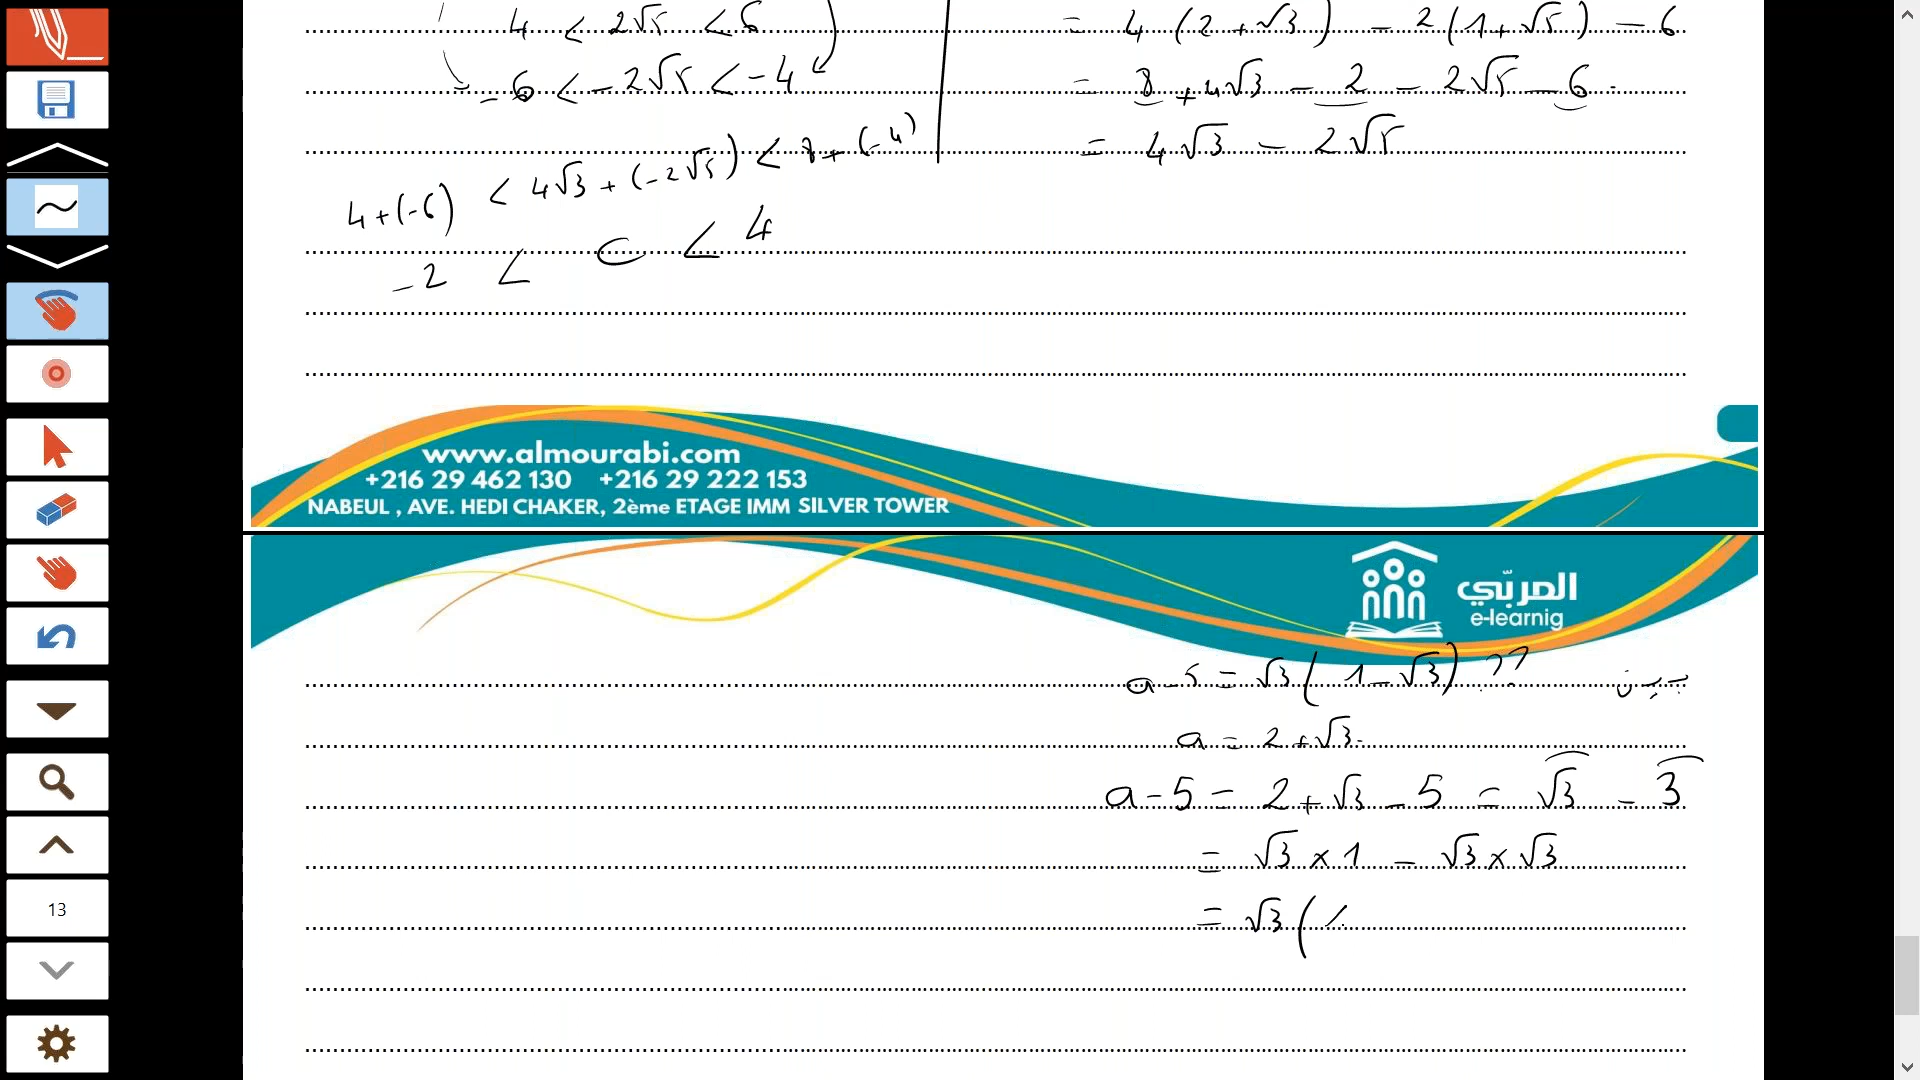 4 < 2√5 < 6
-6 < -2√5 < -4
4+(-6) < 4√3 + (-2√5) < 8 + (-4)
-2 < c < 4
= 4(2+√3) - 2(1+√5) - 6
= 8 + 4√3 - 2 - 2√5 - 6
= 4√3 - 2√5
www.almourabi.com
+216 29 462 130 +216 29 222 153
NABEUL , AVE. HEDI CHAKER, 2ème ETAGE IMM SILVER TOWER
المربّي
e-learnig
a-5 = √3(1-√3) ??
a = 2+√3
a-5 = 2+√3-5 = √3 - 3
= √3×1 - √3×√3
= √3(
13